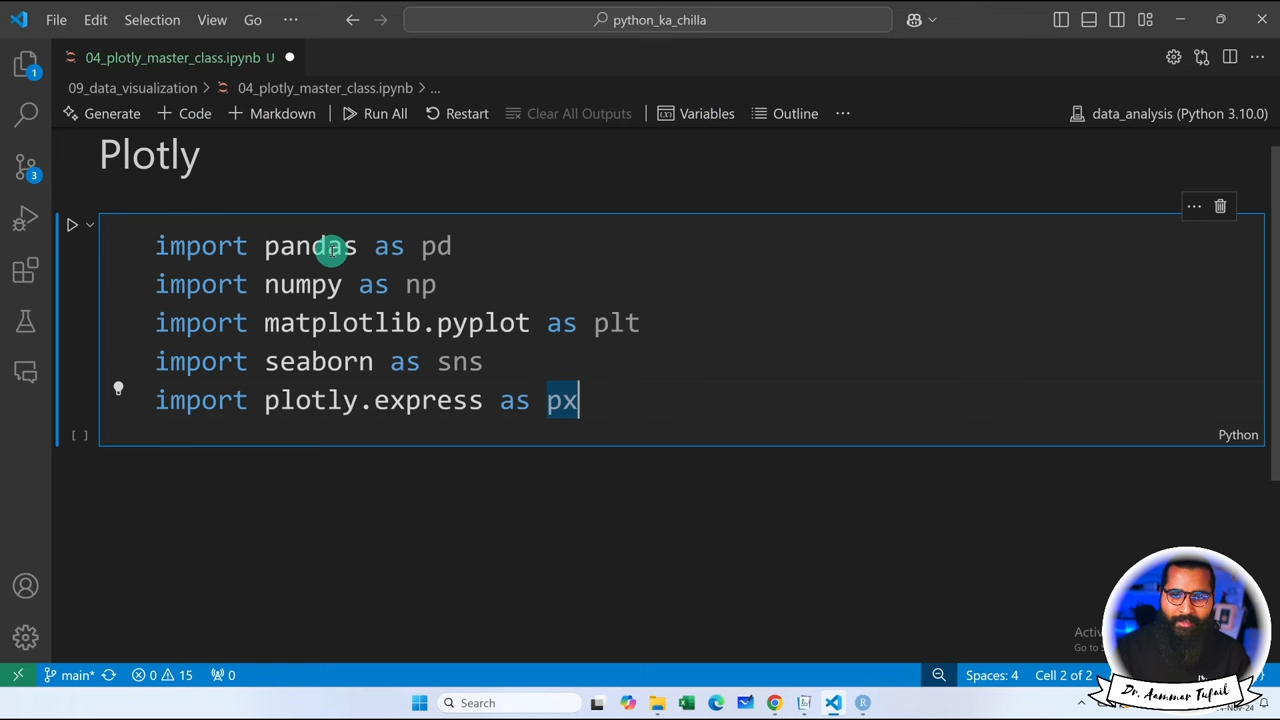 File Edit Selection View Go ··· python_ka_chilla
04_plotly_master_class.ipynb U
09_data_visualization > 04_plotly_master_class.ipynb > ...
Generate + Code + Markdown Run All Restart Clear All Outputs Variables Outline ··· data_analysis (Python 3.10.0)
Plotly
import pandas as pd
import numpy as np
import matplotlib.pyplot as plt
import seaborn as sns
import plotly.express as px
[ ] Python
1
3
main* 0 15 0 Spaces: 4 Cell 2 of 2
Dr. Aammar Tufail
Search